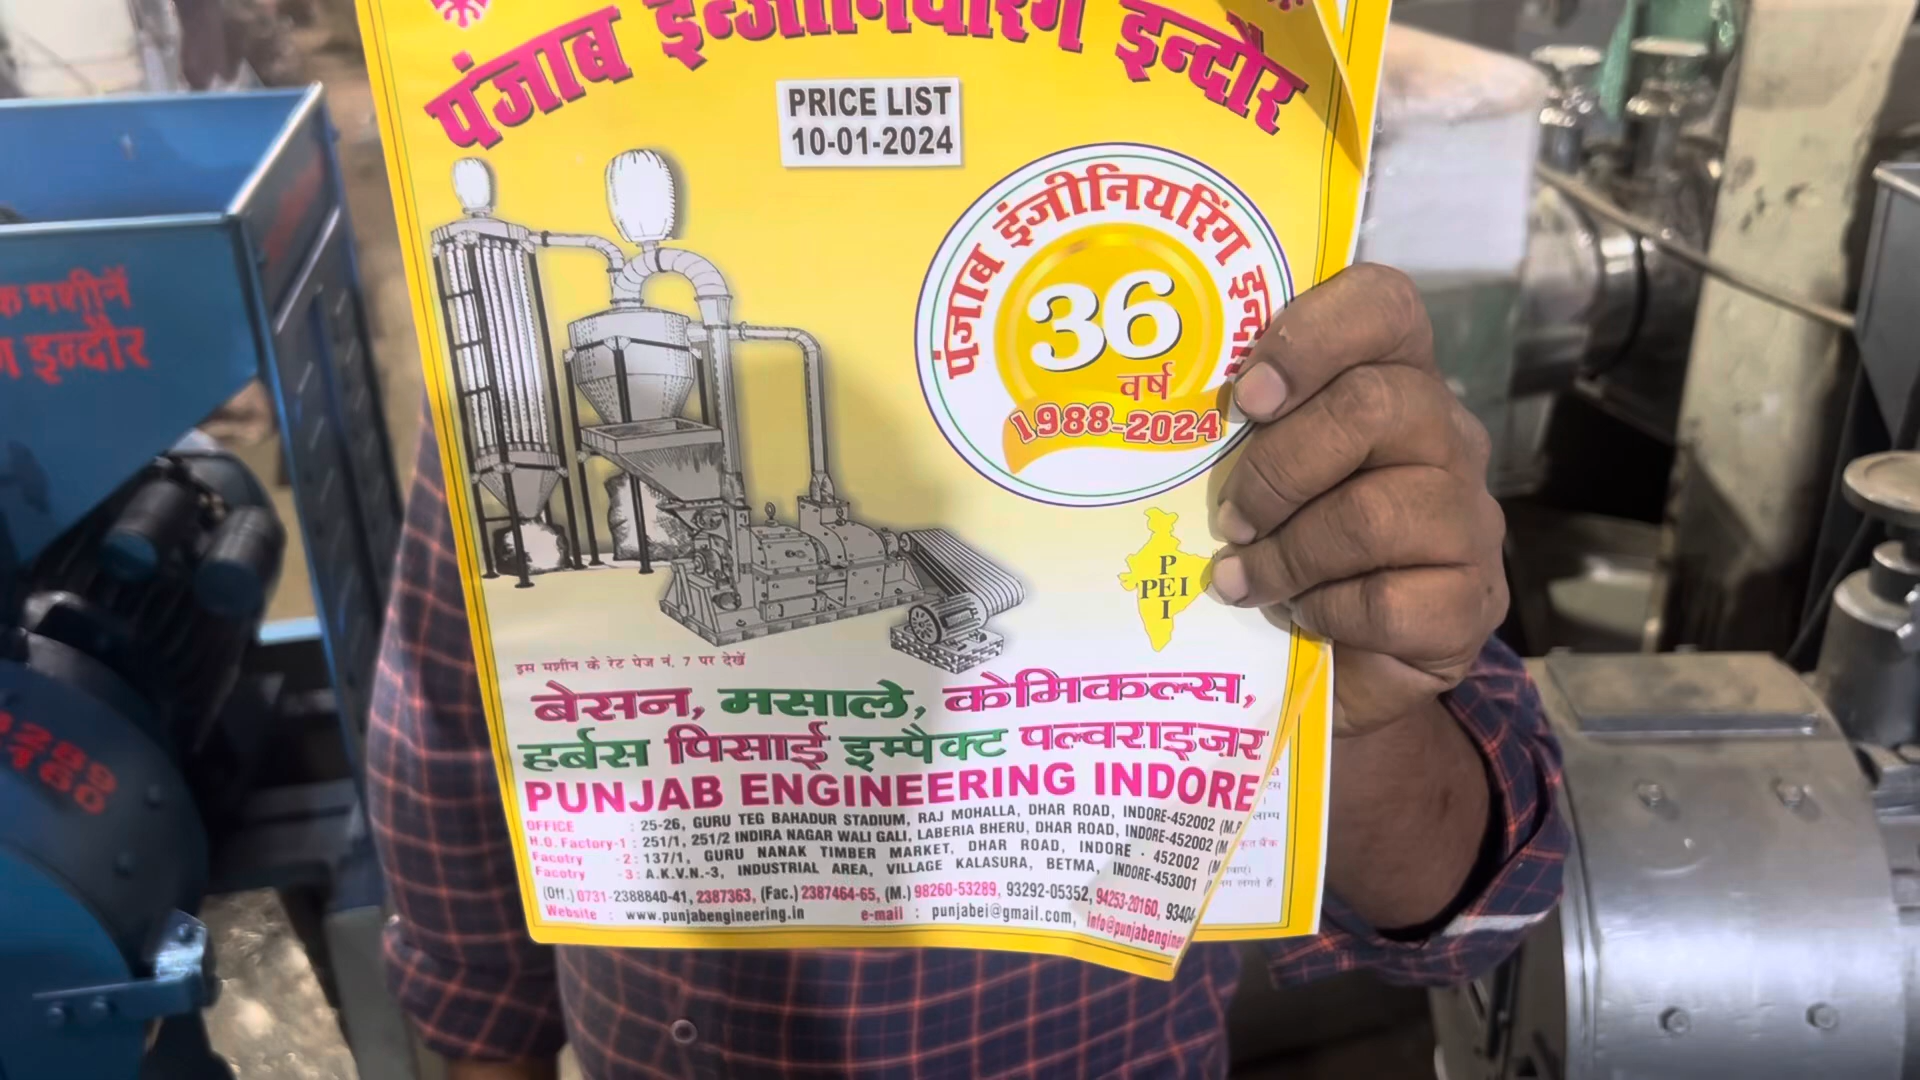 पंजाब इन्जीनियरिंग इन्दौर
PRICE LIST
10-01-2024
पंजाब इंजीनियरिंग
36
वर्ष
1988-2024
P
PEI
I
इस मशीन के रेट पेज नं. 7 पर देखें
बेसन, मसाले, केमिकल्स,
हर्बस पिसाई इम्पैक्ट पल्वराइजर
PUNJAB ENGINEERING INDORE
OFFICE : 25-26, GURU TEG BAHADUR STADIUM, RAJ MOHALLA, DHAR ROAD, INDORE-452002
H.O. Factory-1 : 251/1, 251/2 INDIRA NAGAR WALI GALI, LABERIA BHERU, DHAR ROAD, INDORE-452002
Facotry -2 : 137/1, GURU NANAK TIMBER MARKET, DHAR ROAD, INDORE - 452002
Facotry -3 : A.K.V.N.-3, INDUSTRIAL AREA, VILLAGE KALASURA, BETMA, INDORE-453001
(Off.) 0731-2388840-41, 2387363, (Fac.) 2387464-65, (M.) 98260-53289, 93292-05352, 94253-20160,
Website : www.punjabengineering.in e-mail : punjabei@gmail.com,
मशीनें
इन्दौर